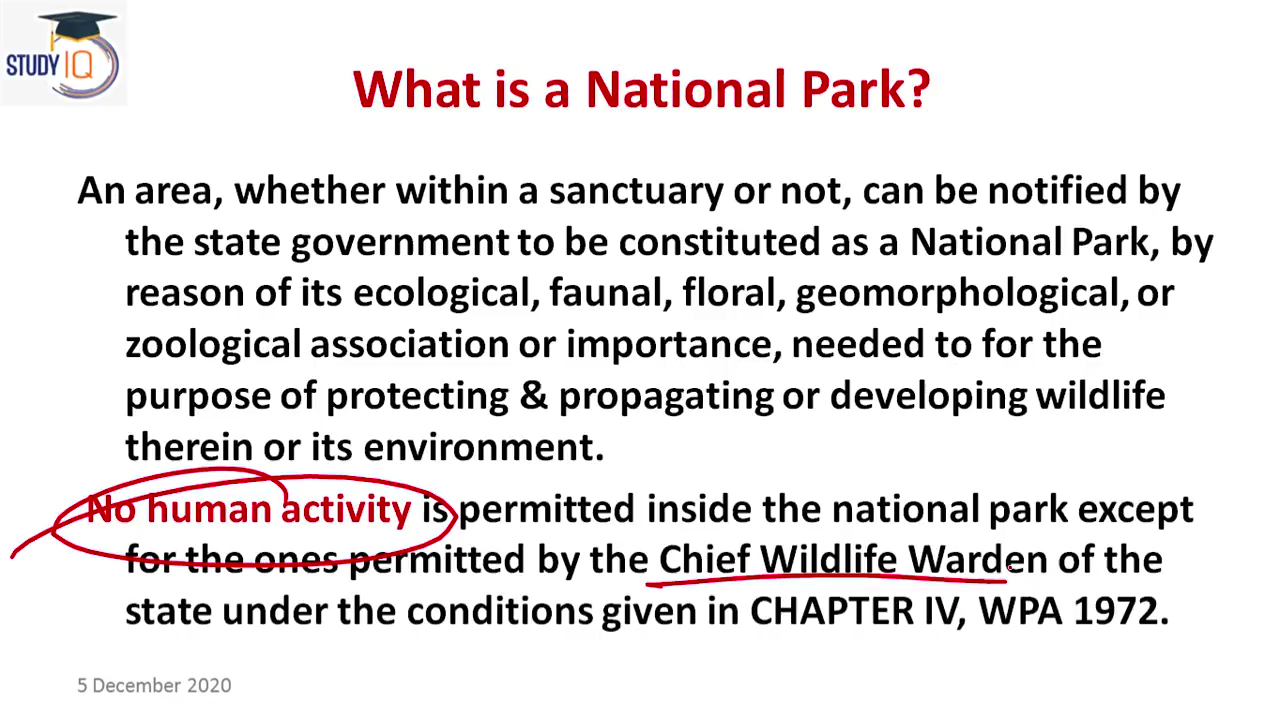 STUDY IQ
What is a National Park?
An area, whether within a sanctuary or not, can be notified by
the state government to be constituted as a National Park, by
reason of its ecological, faunal, floral, geomorphological, or
zoological association or importance, needed to for the
purpose of protecting & propagating or developing wildlife
therein or its environment.
No human activity is permitted inside the national park except
for the ones permitted by the Chief Wildlife Warden of the
state under the conditions given in CHAPTER IV, WPA 1972.
5 December 2020